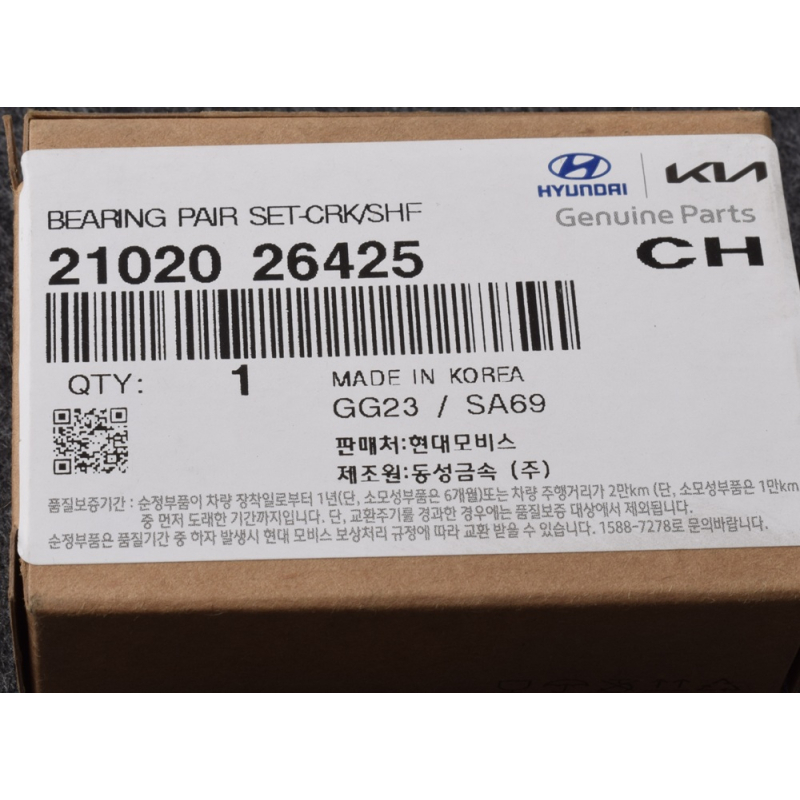 HYUNDAI KIA
Genuine Parts
BEARING PAIR SET-CRK/SHF
21020 26425
CH
QTY: 1
MADE IN KOREA
GG23 / SA69
판매처:현대모비스
제조원:동성금속 (주)
품질보증기간 : 순정부품이 차량 장착일로부터 1년(단, 소모성부품은 6개월)또는 차량 주행거리가 2만km (단, 소모성부품은 1만km
중 먼저 도래한 기간까지입니다. 단, 교환주기를 경과한 경우에는 품질보증 대상에서 제외됩니다.
순정부품은 품질기간 중 하자 발생시 현대 모비스 보상처리 규정에 따라 교환 받을 수 있습니다. 1588-7278로 문의바랍니다.